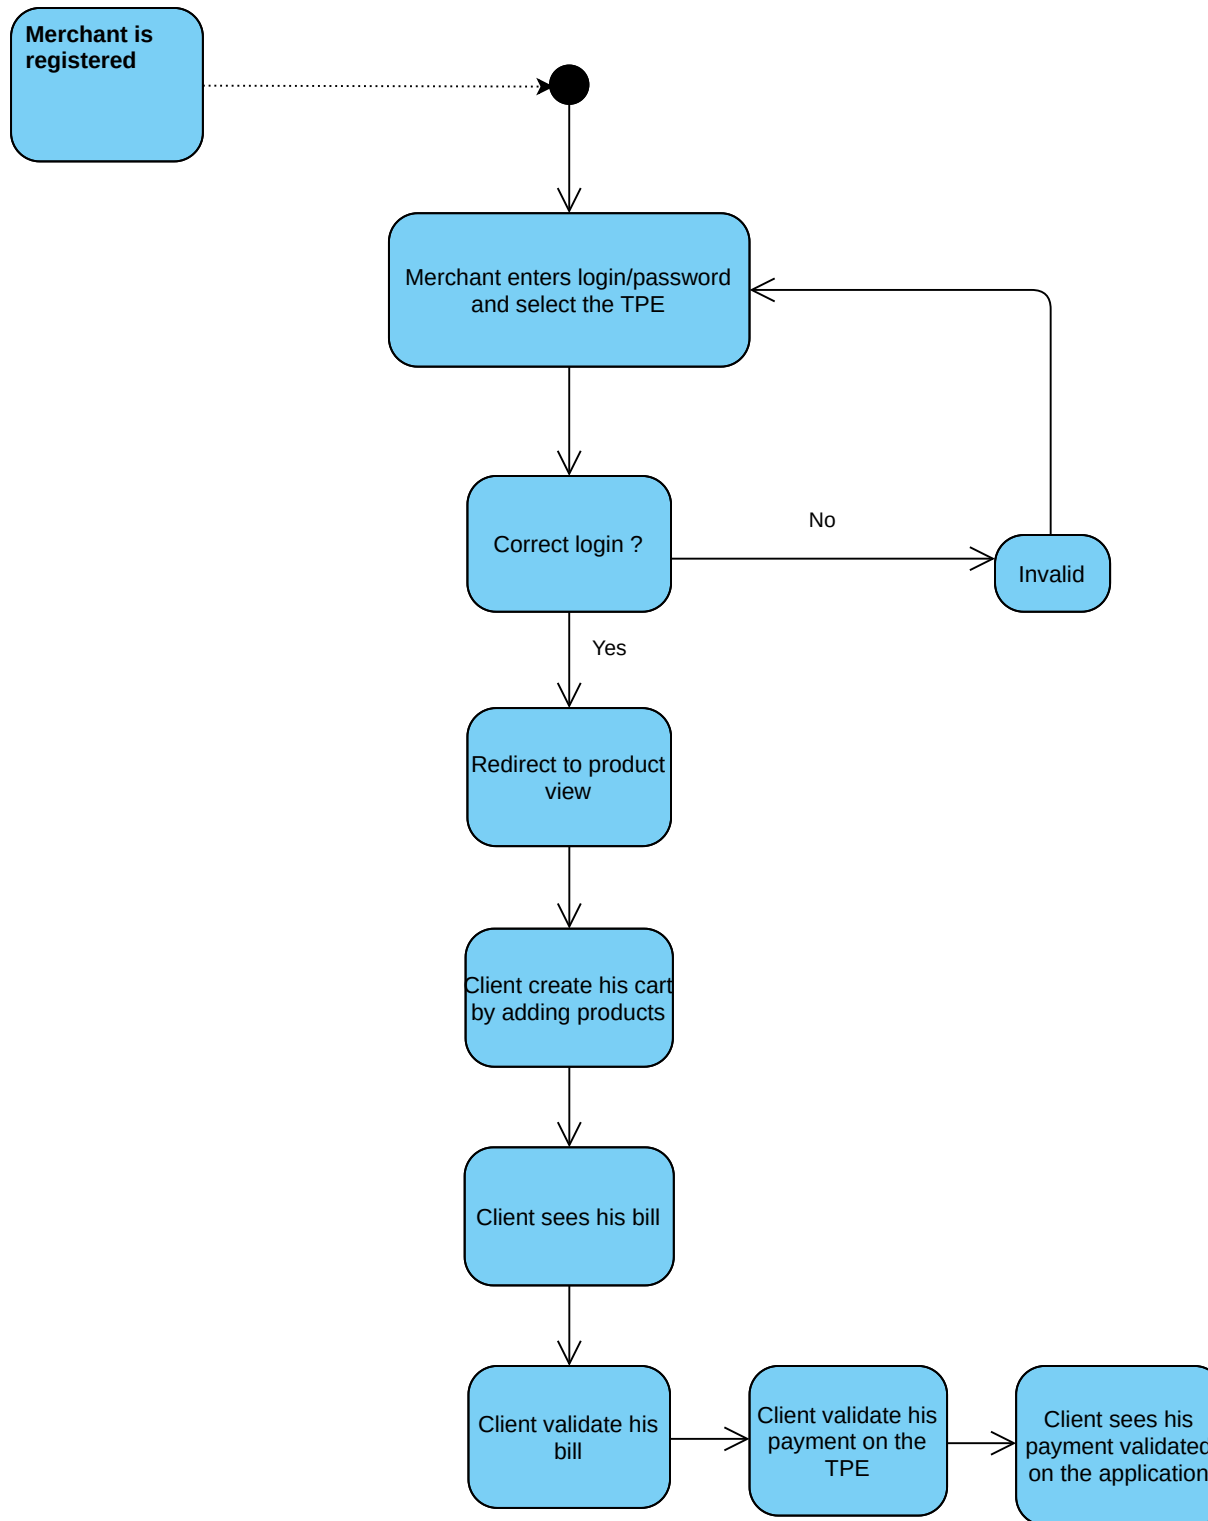 Merchant is
registered
Merchant enters login/password
and select the TPE
Correct login ?
No
Invalid
Yes
Redirect to product
view
Client create his cart
by adding products
Client sees his bill
Client validate his
bill
Client validate his
payment on the
TPE
Client sees his
payment validated
on the application